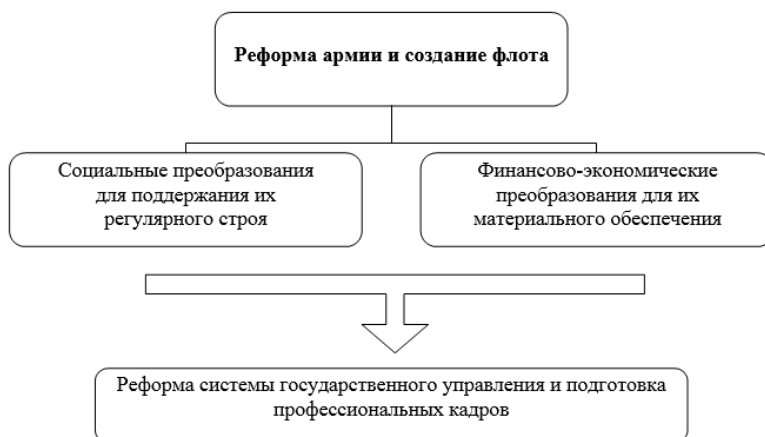 Реформа армии и создание флота
Социальные преобразования
для поддержания их
регулярного строя
Финансово-экономические
преобразования для их
материального обеспечения
Реформа системы государственного управления и подготовка
профессиональных кадров